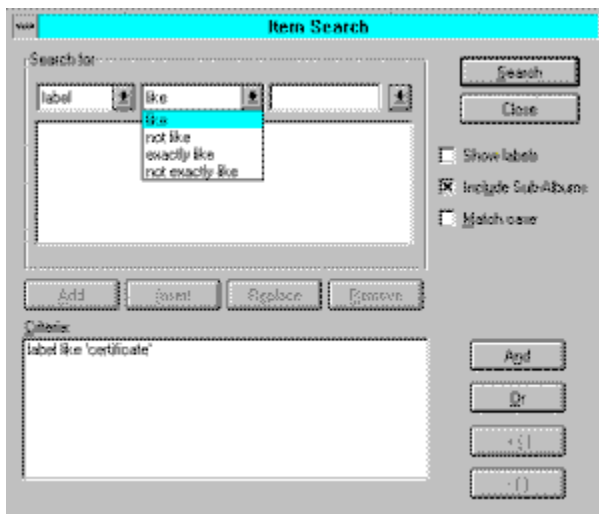 Item Search
Search for
Search
label like
Close
like
not like
exactly like
not exactly like
Show labels
Include Sub-Albums
Match case
Add Insert Replace Remove
Criteria:
label like 'certificate'
And
Or
+()
-()